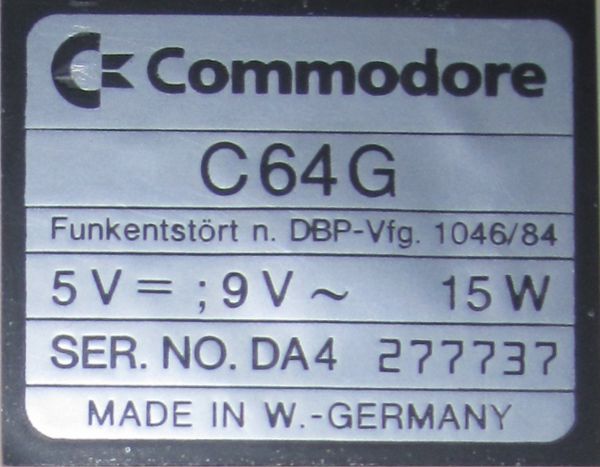 Commodore
C64G
Funkentstört n. DBP-Vfg. 1046/84
5 V = ; 9 V ~ 15 W
SER. NO. DA4 277737
MADE IN W.-GERMANY